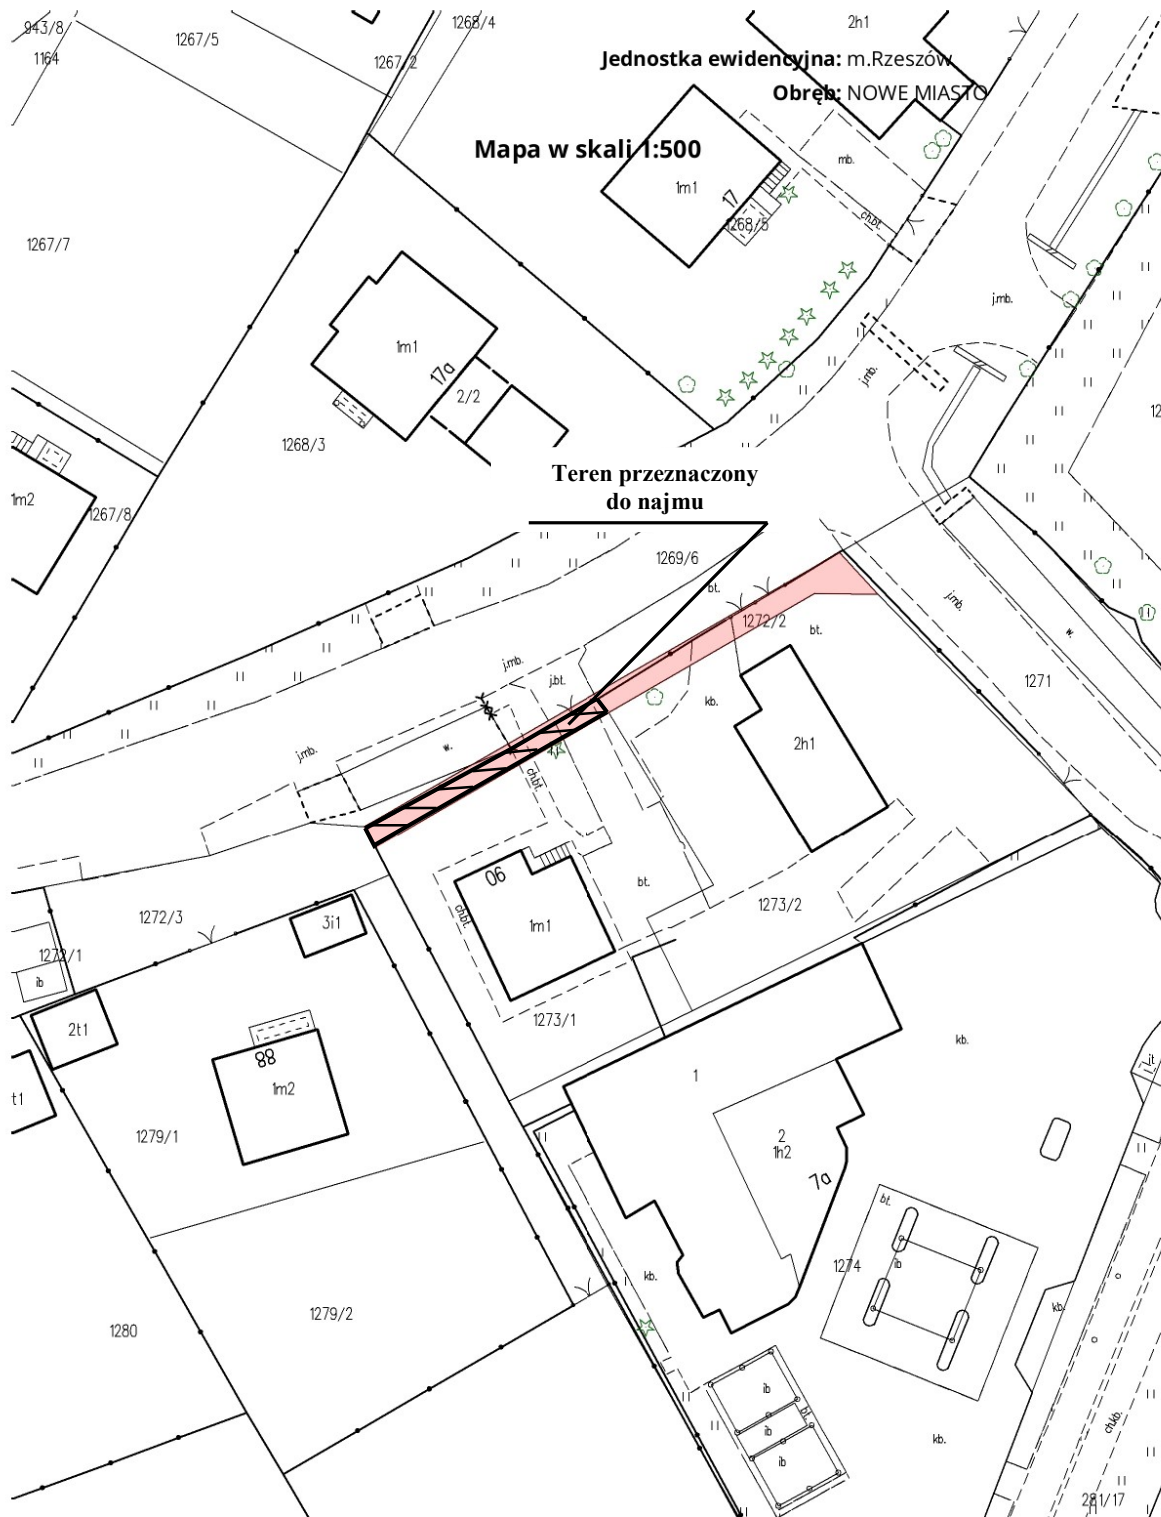 943/8
1164
1267/5
1267/2
1268/4
2h1
Jednostka ewidencyjna: m.Rzeszów
Obręb: NOWE MIASTO
Mapa w skali 1:500
mb.
1m1
17
1268/5
ch.bt.
1267/7
j.mb.
1m1
17a
j.mb.
2/2
12
1268/3
Teren przeznaczony
do najmu
1m2
1267/8
1269/6
bt.
j.mb.
1272/2
bt.
w.
j.mb.
j.bt.
1271
kb.
j.mb.
w.
2h1
ch.bt.
90
bt.
ch.bt.
1272/3
3i1
1m1
1273/2
1272/1
ib
2t1
1273/1
88
kb.
1m2
1
t1
it
1279/1
2
1h2
7a
bt.
kb.
1274
ib
kb.
1279/2
1280
ib
bt.
ib
ch.kb.
kb.
ib
281/17